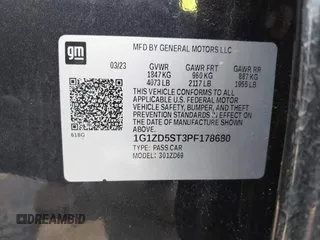 gm
MFD BY GENERAL MOTORS LLC
03/23 GVWR GAWR FRT GAWR RR
1847 KG 960 KG 887 KG
4073 LB 2117 LB 1956 LB
THIS VEHICLE CONFORMS TO ALL
APPLICABLE U.S. FEDERAL MOTOR
VEHICLE SAFETY, BUMPER, AND THEFT
PREVENTION STANDARDS IN EFFECT ON
THE DATE OF MANUFACTURE SHOWN
ABOVE.
618G
1G1ZD5ST3PF178680
TYPE: PASS CAR
MODEL: 301ZD69
DREAMBID